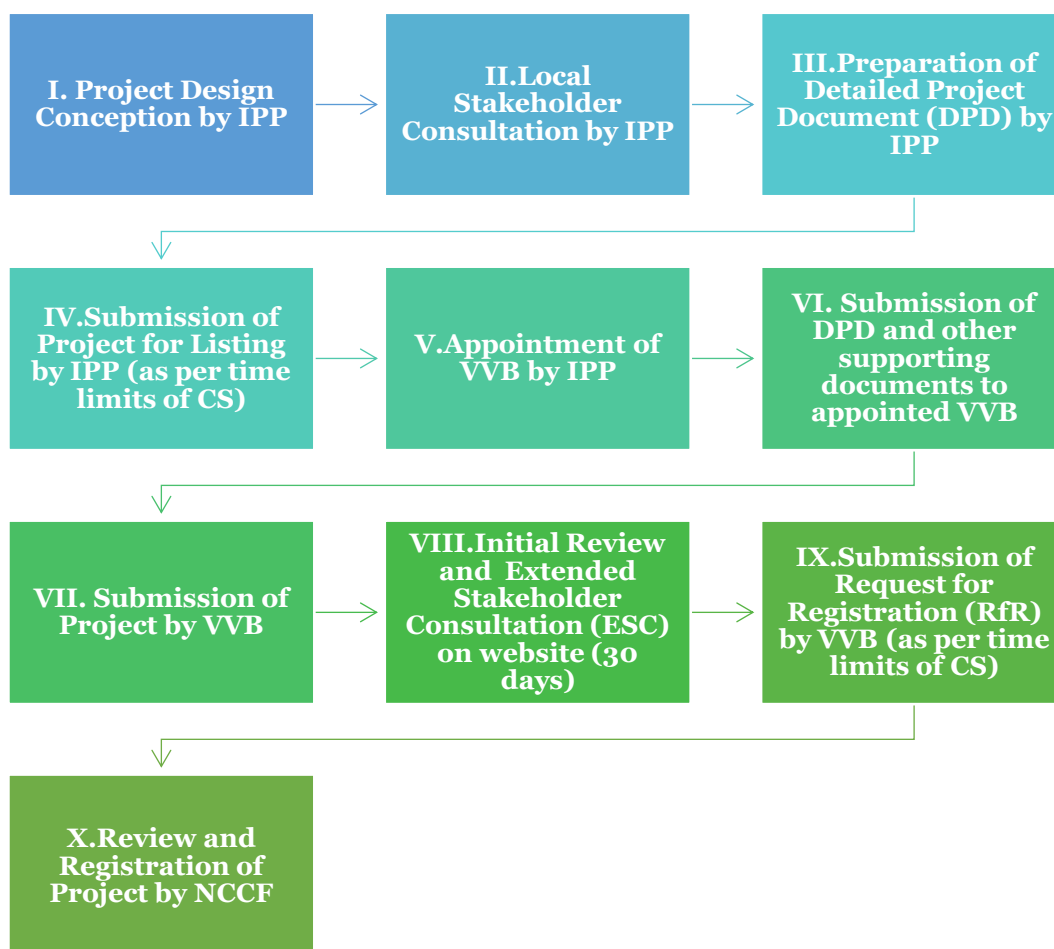 I. Project Design
Conception by IPP
II.Local
Stakeholder
Consultation by IPP
III.Preparation of
Detailed Project
Document (DPD) by
IPP
IV.Submission of
Project for Listing
by IPP (as per time
limits of CS)
V.Appointment of
VVB by IPP
VI. Submission of
DPD and other
supporting
documents to
appointed VVB
VII. Submission of
Project by VVB
VIII.Initial Review
and Extended
Stakeholder
Consultation (ESC)
on website (30
days)
IX.Submission of
Request for
Registration (RfR)
by VVB (as per time
limits of CS)
X.Review and
Registration of
Project by NCCF